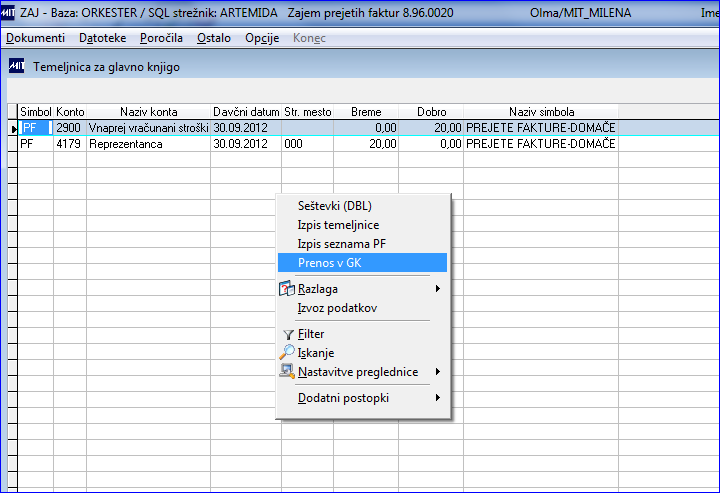 MIT ZAJ - Baza: ORKESTER / SQL strežnik: ARTEMIDA Zajem prejetih faktur 8.96.0020 Olma/MIT_MILENA Ime
Dokumenti Datoteke Poročila Ostalo Opcije Konec
MIT Temeljnica za glavno knjigo
Simbol Konto Naziv konta Davčni datum Str. mesto Breme Dobro Naziv simbola
PF 2900 Vnaprej vračunani stroški 30.09.2012 0,00 20,00 PREJETE FAKTURE-DOMAČE
PF 4179 Reprezentanca 30.09.2012 000 20,00 0,00 PREJETE FAKTURE-DOMAČE
Seštevki (DBL)
Izpis temeljnice
Izpis seznama PF
Prenos v GK
Razlaga
Izvoz podatkov
Filter
Iskanje
Nastavitve preglednice
Dodatni postopki